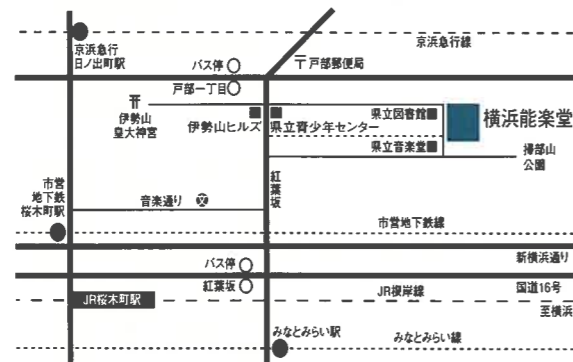 京浜急行線
京浜急行
日ノ出町駅
バス停
〒戸部郵便局
戸部一丁目
伊勢山
皇大神宮
伊勢山ヒルズ
県立青少年センター
県立図書館
横浜能楽堂
県立音楽堂
掃部山
公園
紅葉坂
市営
地下鉄
桜木町駅
音楽通り
文
市営地下鉄線
新横浜通り
バス停
紅葉坂
JR根岸線
国道16号
JR桜木町駅
至横浜
みなとみらい駅
みなとみらい線